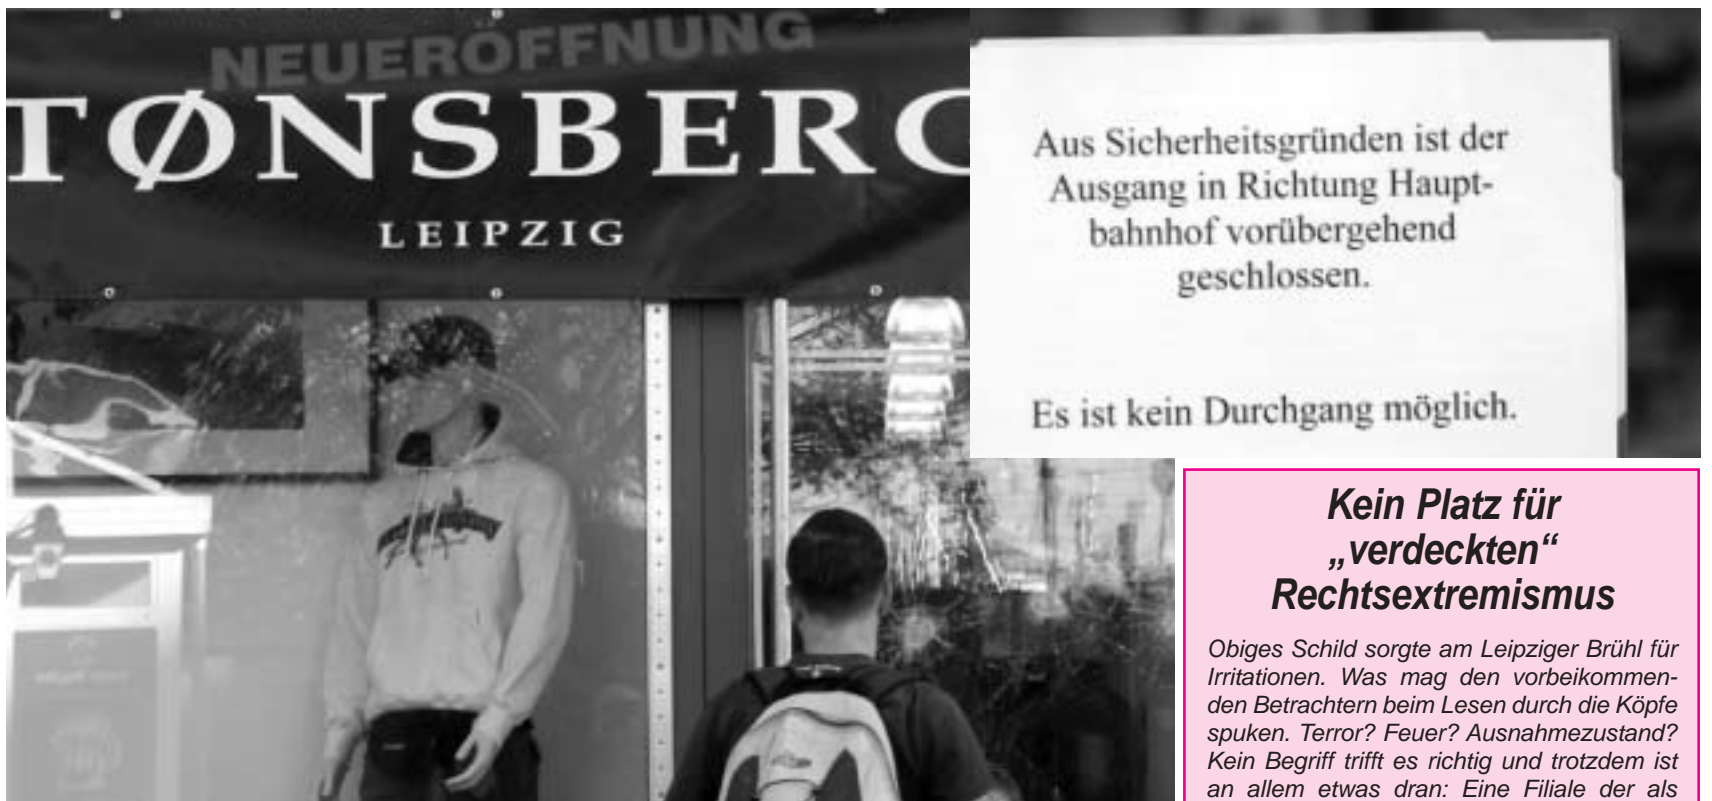 NEUERÖFFNUNG
TØNSBERG
LEIPZIG
Aus Sicherheitsgründen ist der
Ausgang in Richtung Haupt-
bahnhof vorübergehend
geschlossen.
Es ist kein Durchgang möglich.
Kein Platz für
„verdeckten“
Rechtsextremismus
Obiges Schild sorgte am Leipziger Brühl für
Irritationen. Was mag den vorbeikommen-
den Betrachtern beim Lesen durch die Köpfe
spuken. Terror? Feuer? Ausnahmezustand?
Kein Begriff trifft es richtig und trotzdem ist
an allem etwas dran: Eine Filiale der als